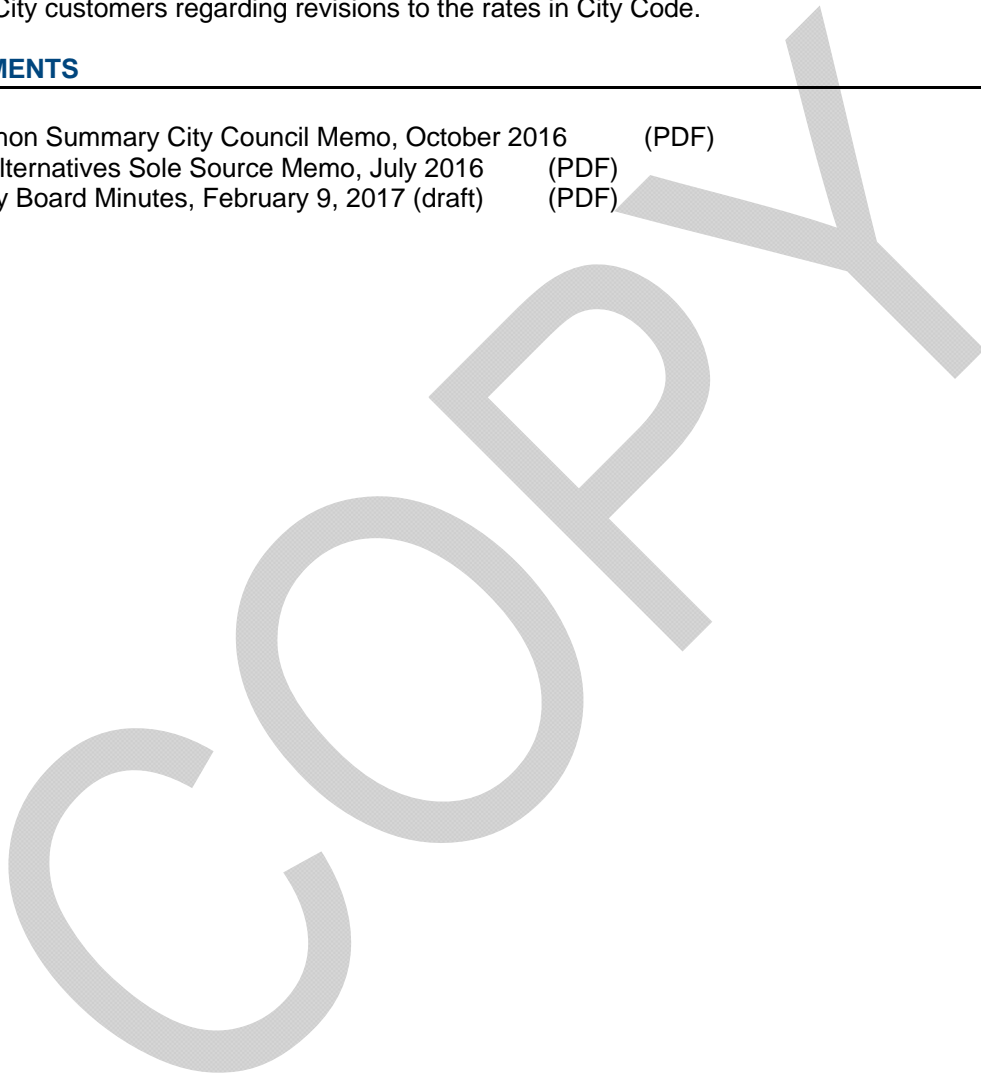 City customers regarding revisions to the rates in City Code.
MENTS
non Summary City Council Memo, October 2016 (PDF)
lternatives Sole Source Memo, July 2016 (PDF)
y Board Minutes, February 9, 2017 (draft) (PDF)
COPY